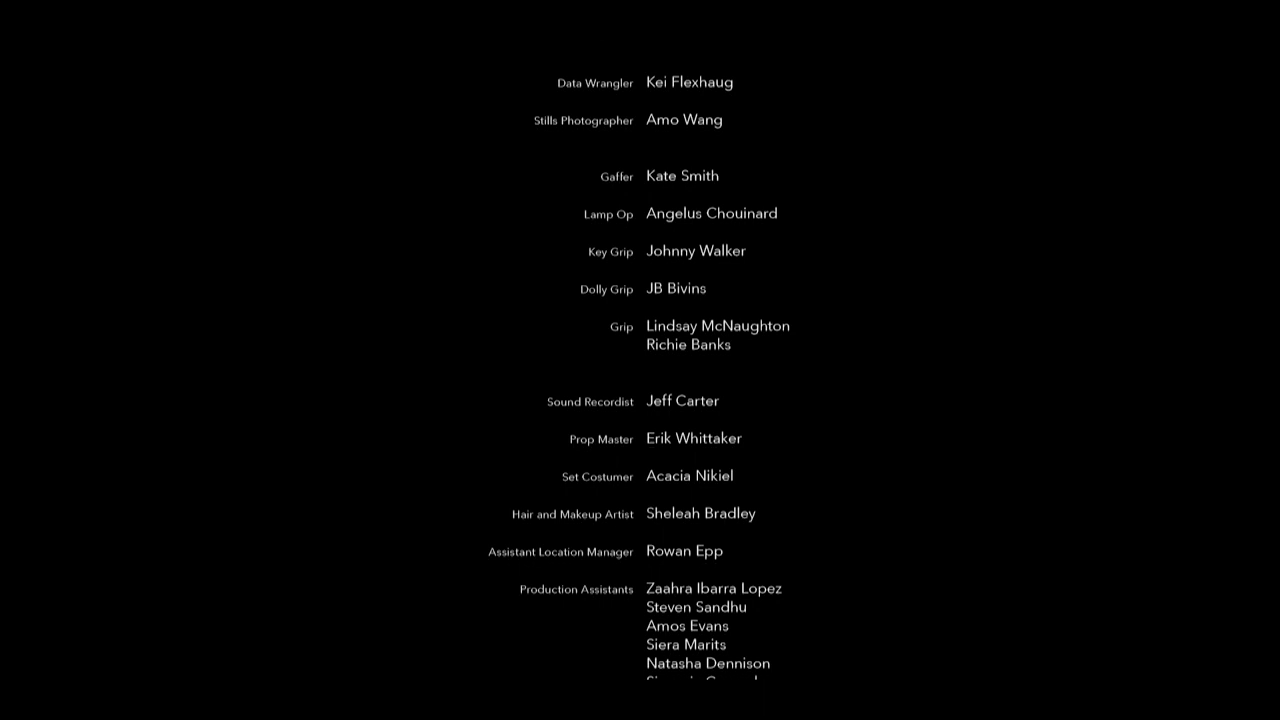 Data Wrangler Kei Flexhaug
Stills Photographer Amo Wang
Gaffer Kate Smith
Lamp Op Angelus Chouinard
Key Grip Johnny Walker
Dolly Grip JB Bivins
Grip Lindsay McNaughton
Richie Banks
Sound Recordist Jeff Carter
Prop Master Erik Whittaker
Set Costumer Acacia Nikiel
Hair and Makeup Artist Sheleah Bradley
Assistant Location Manager Rowan Epp
Production Assistants Zaahra Ibarra Lopez
Steven Sandhu
Amos Evans
Siera Marits
Natasha Dennison